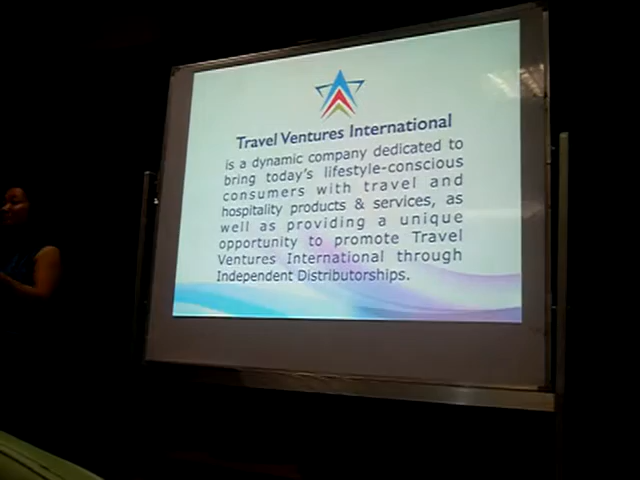 Travel Ventures International
is a dynamic company dedicated to
bring today's lifestyle-conscious
consumers with travel and
hospitality products & services, as
well as providing a unique
opportunity to promote Travel
Ventures International through
Independent Distributorships.